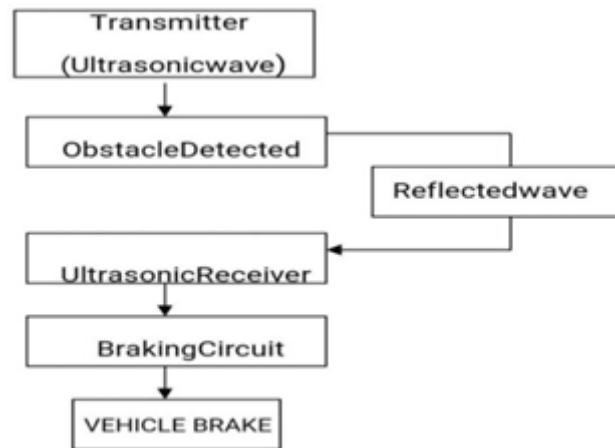 Transmitter
(Ultrasonicwave)
ObstacleDetected
Reflectedwave
UltrasonicReceiver
BrakingCircuit
VEHICLE BRAKE